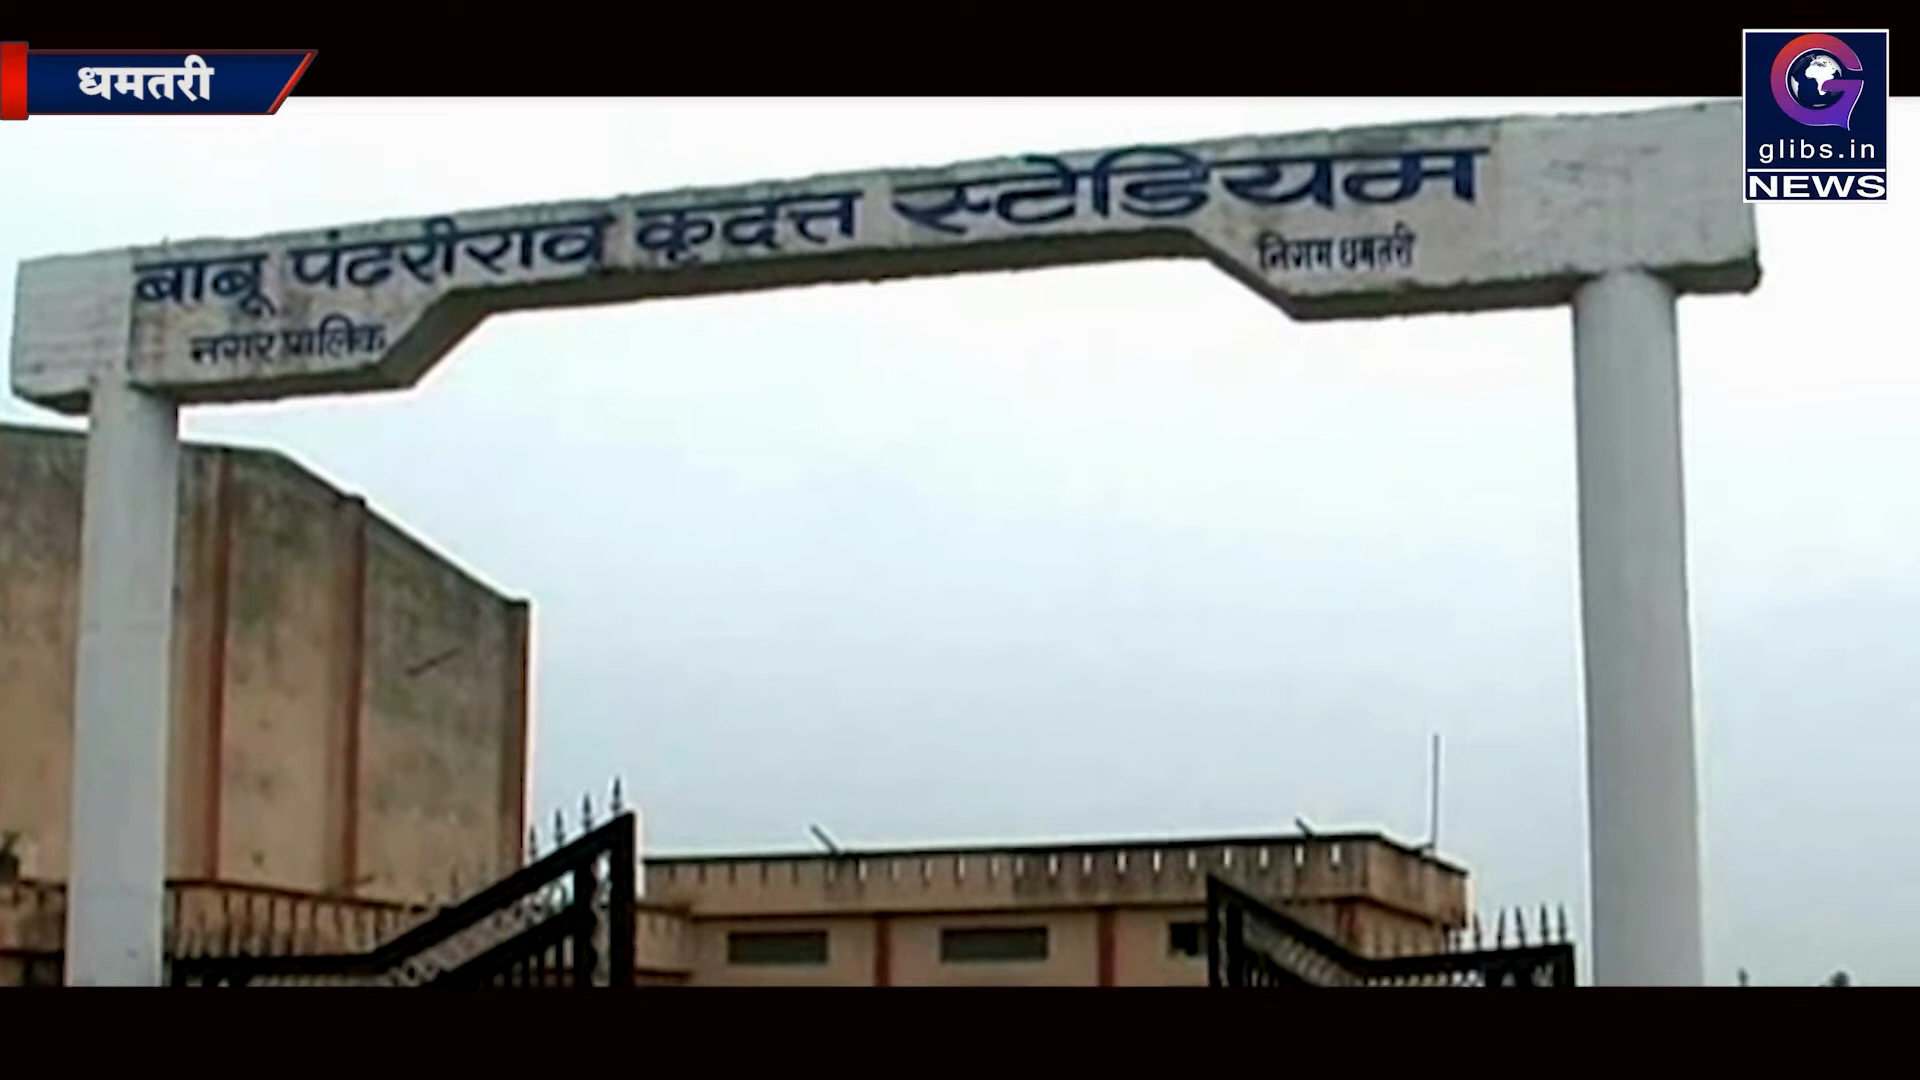 धमतरी
glibs.in
NEWS
बाबू पंढरीराव कृदत्त स्टेडियम
नगर पालिक निगम धमतरी